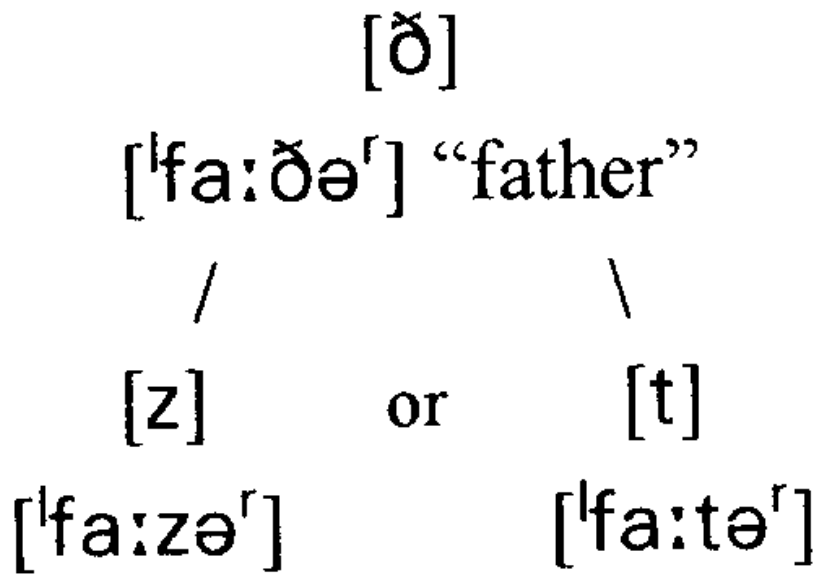 [ð]
[ˈfaːðəʳ] “father”
/ \
[z] or [t]
[ˈfaːzəʳ] [ˈfaːtəʳ]